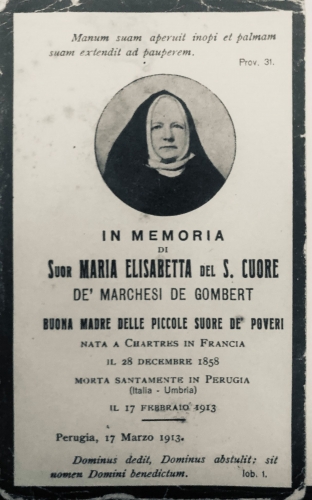 Manum suam aperuit inopi et palmam
suam extendit ad pauperem.
Prov. 31.
IN MEMORIA
DI
SUOR MARIA ELISABETTA DEL S. CUORE
DE' MARCHESI DE GOMBERT
BUONA MADRE DELLE PICCOLE SUORE DE' POVERI
NATA A CHARTRES IN FRANCIA
IL 28 DECEMBRE 1858
MORTA SANTAMENTE IN PERUGIA
(Italia - Umbria)
IL 17 FEBBRAIO 1913
Perugia, 17 Marzo 1913.
Dominus dedit, Dominus abstulit; sit
nomen Domini benedictum. Iob. 1.